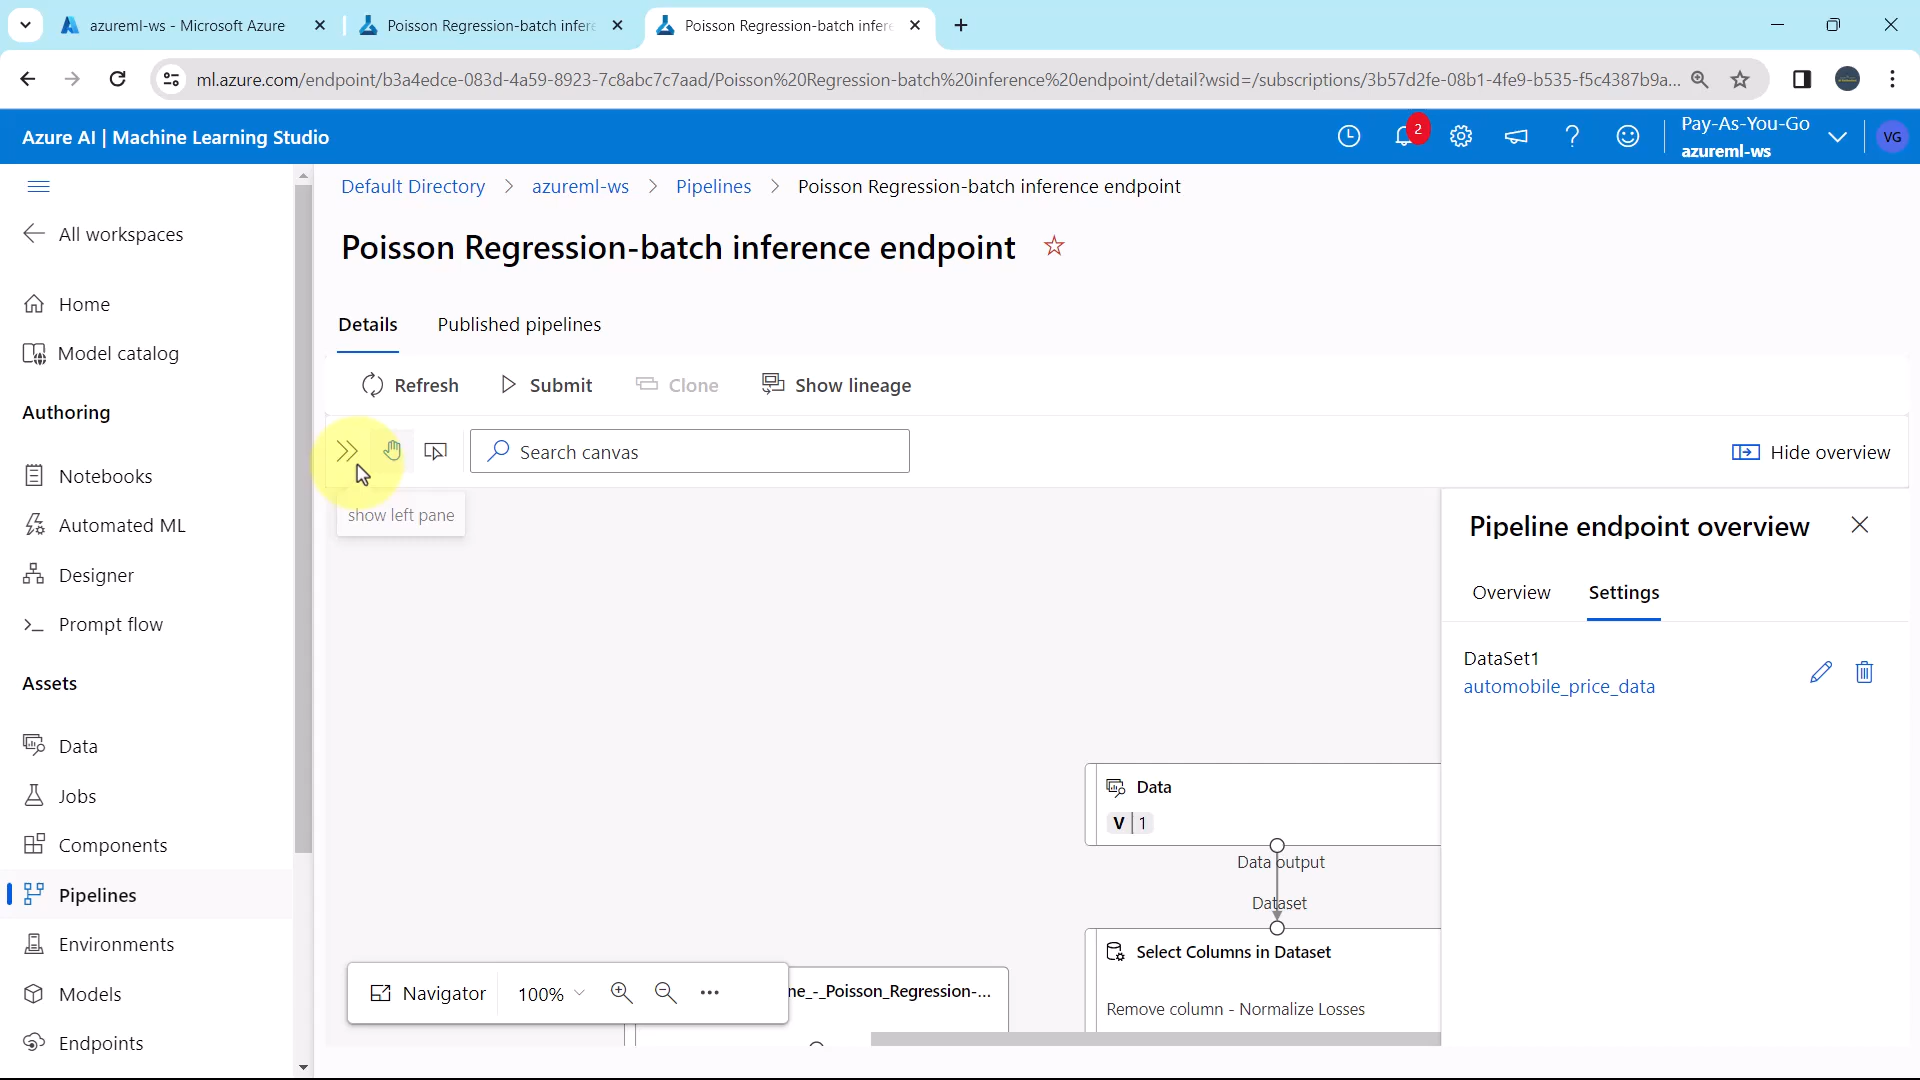 azureml-ws - Microsoft Azure
Poisson Regression-batch infere
Poisson Regression-batch infere
ml.azure.com/endpoint/b3a4edce-083d-4a59-8923-7c8abc7c7aad/Poisson%20Regression-batch%20inference%20endpoint/detail?wsid=/subscriptions/3b57d2fe-08b1-4fe9-b535-f5c4387b9a...
Azure AI | Machine Learning Studio
2
Pay-As-You-Go
azureml-ws
VG
All workspaces
Home
Model catalog
Authoring
Notebooks
Automated ML
Designer
Prompt flow
Assets
Data
Jobs
Components
Pipelines
Environments
Models
Endpoints
Default Directory > azureml-ws > Pipelines > Poisson Regression-batch inference endpoint
Poisson Regression-batch inference endpoint
Details Published pipelines
Refresh Submit Clone Show lineage
Search canvas
Hide overview
show left pane
Data
V | 1
Data output
Dataset
Select Columns in Dataset
Remove column - Normalize Losses
ne_-_Poisson_Regression-...
Navigator 100%
Pipeline endpoint overview
Overview Settings
DataSet1
automobile_price_data